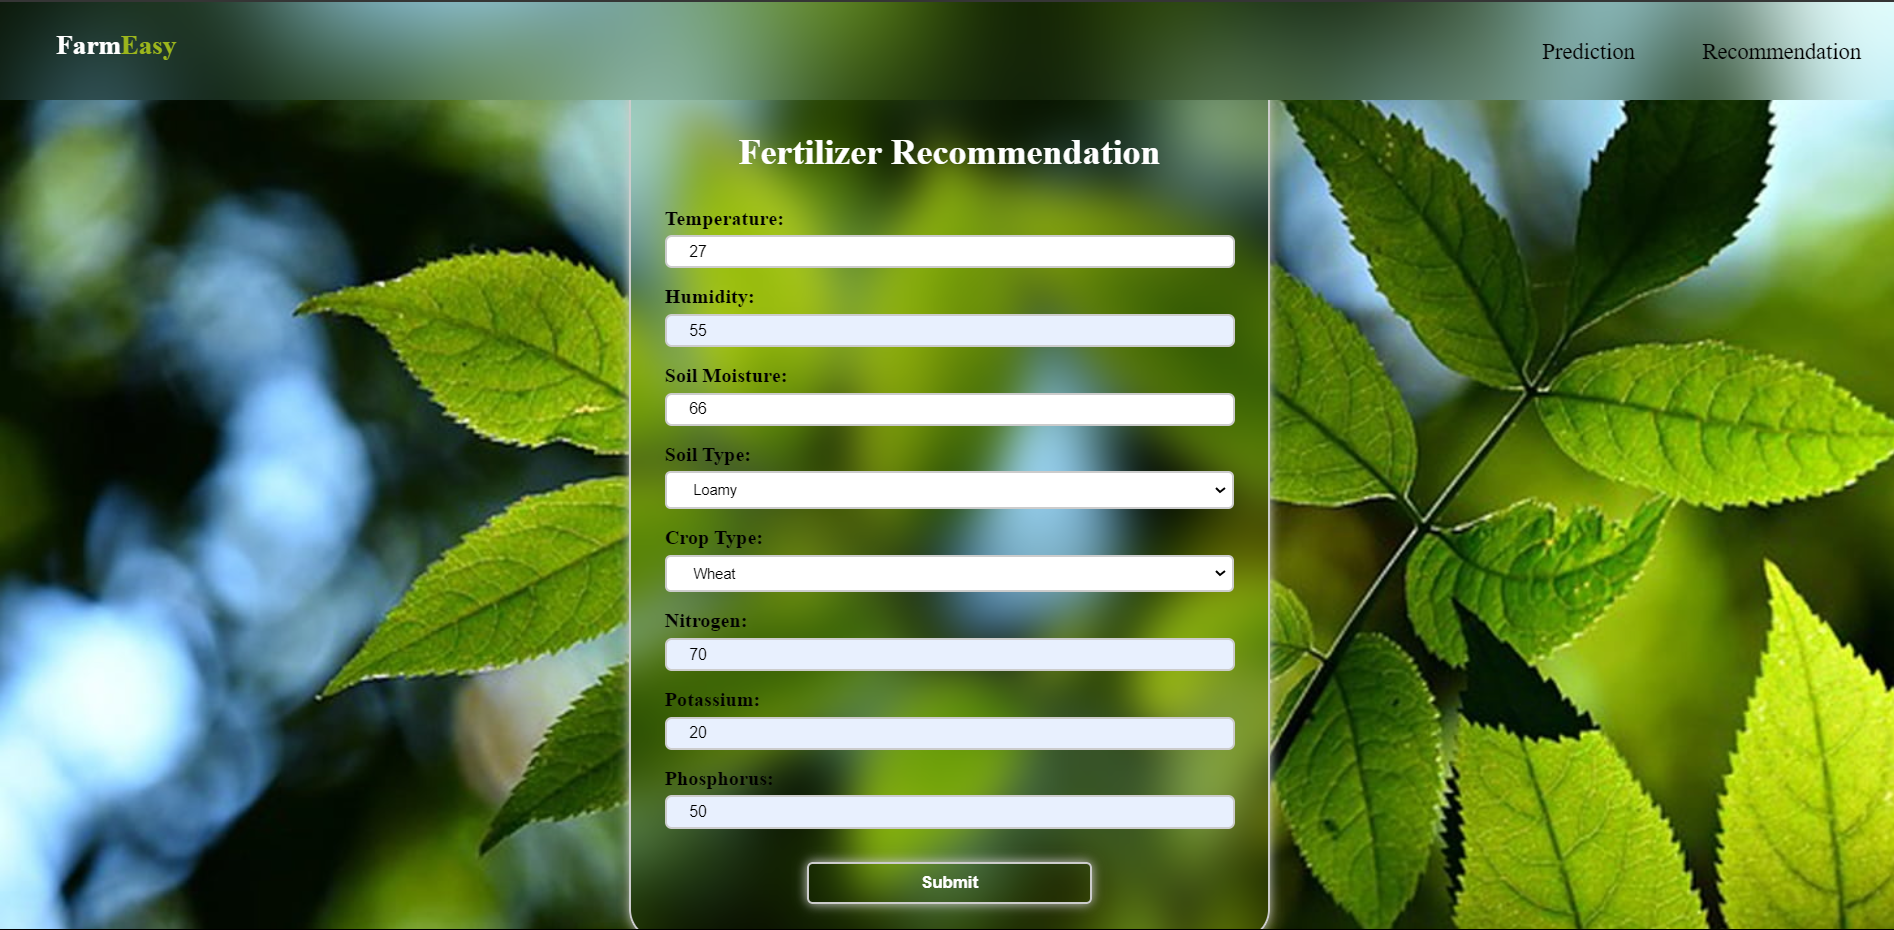 FarmEasy
Prediction Recommendation
Fertilizer Recommendation
Temperature:
27
Humidity:
55
Soil Moisture:
66
Soil Type:
Loamy
Crop Type:
Wheat
Nitrogen:
70
Potassium:
20
Phosphorus:
50
Submit